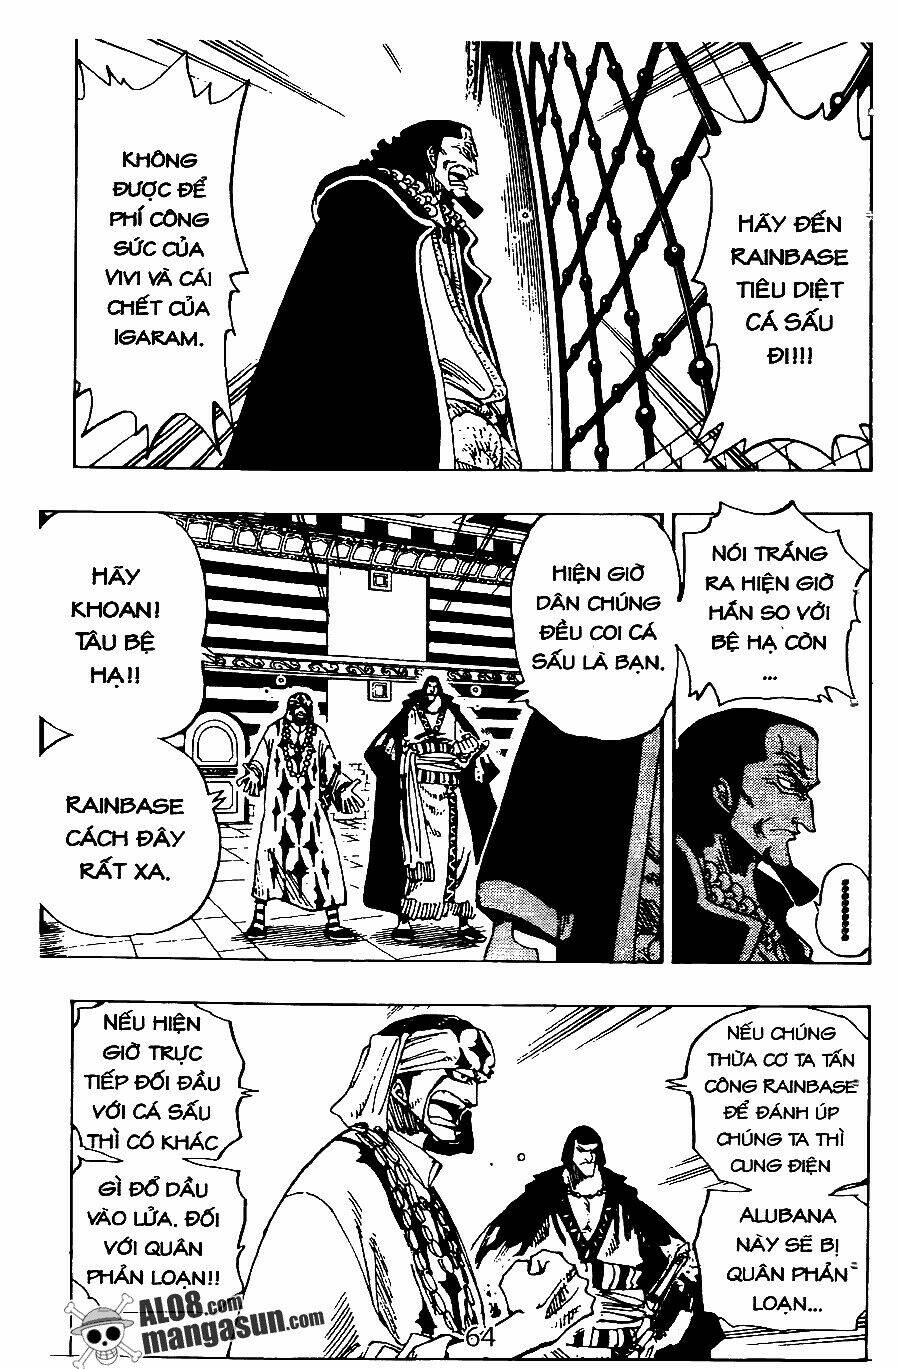 HÃY ĐẾN
RAINBASE
TIÊU DIỆT
CÁ SẤU
ĐI!!!
KHÔNG
ĐƯỢC ĐỂ
PHÍ CÔNG
SỨC CỦA
VIVI VÀ CÁI
CHẾT CỦA
IGARAM.
NÓI TRẮNG
RA HIỆN GIỜ
HẮN SO VỚI
BỆ HẠ CÒN
...
HIỆN GIỜ
DÂN CHÚNG
ĐỀU COI CÁ
SẤU LÀ BẠN.
HÃY
KHOAN!
TÂU BỆ
HẠ!!
RAINBASE
CÁCH ĐÂY
RẤT XA.
NẾU CHÚNG
THỪA CƠ TA TẤN
CÔNG RAINBASE
ĐỂ ĐÁNH ÚP
CHÚNG TA THÌ
CUNG ĐIỆN
ALUBANA
NÀY SẼ BỊ
QUÂN PHẢN
LOẠN...
NẾU HIỆN
GIỜ TRỰC
TIẾP ĐỐI ĐẦU
VỚI CÁ SẤU
THÌ CÓ KHÁC
GÌ ĐỔ DẦU
VÀO LỬA. ĐỐI
VỚI QUÂN
PHẢN LOẠN!!
AL08.com
mangasun.com
64